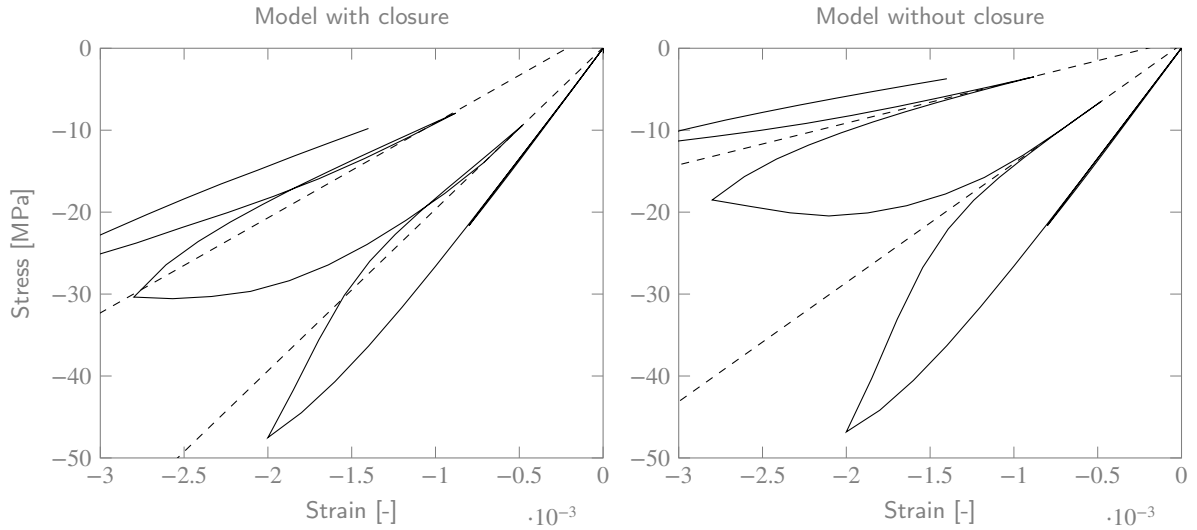 Model with closure
0
−10
−20
−30
−40
−50
Stress [MPa]
−3 −2.5 −2 −1.5 −1 −0.5 0
Strain [-]
·10⁻³
Model without closure
0
−10
−20
−30
−40
−50
−3 −2.5 −2 −1.5 −1 −0.5 0
Strain [-]
·10⁻³